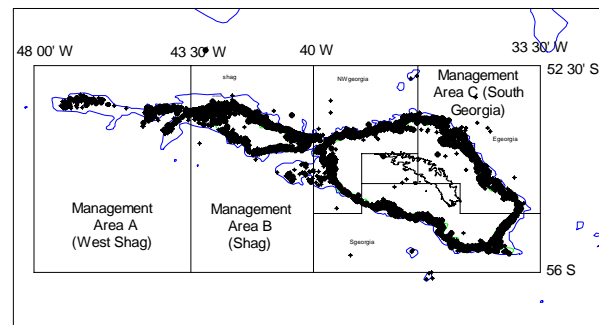 48 00' W
43 30' W
40 W
33 30' W
52 30' S
shag
NWgeorgia
Management
Area C (South
Georgia)
Egeorgia
Management
Area A
(West Shag)
Management
Area B
(Shag)
Sgeorgia
56 S